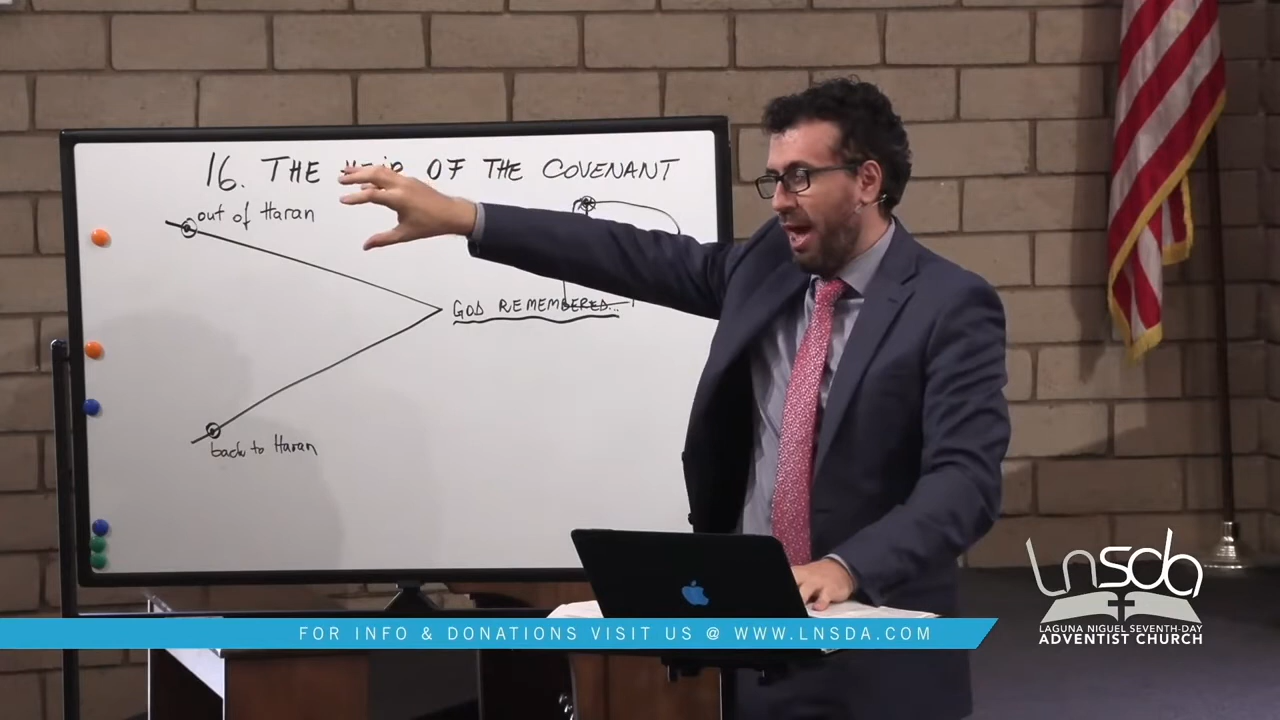 16. THE HEIR OF THE COVENANT
out of Haran
GOD REMEMBERED...
back to Haran
FOR INFO & DONATIONS VISIT US @ WWW.LNSDA.COM
LNSDA
LAGUNA NIGUEL SEVENTH-DAY
ADVENTIST CHURCH